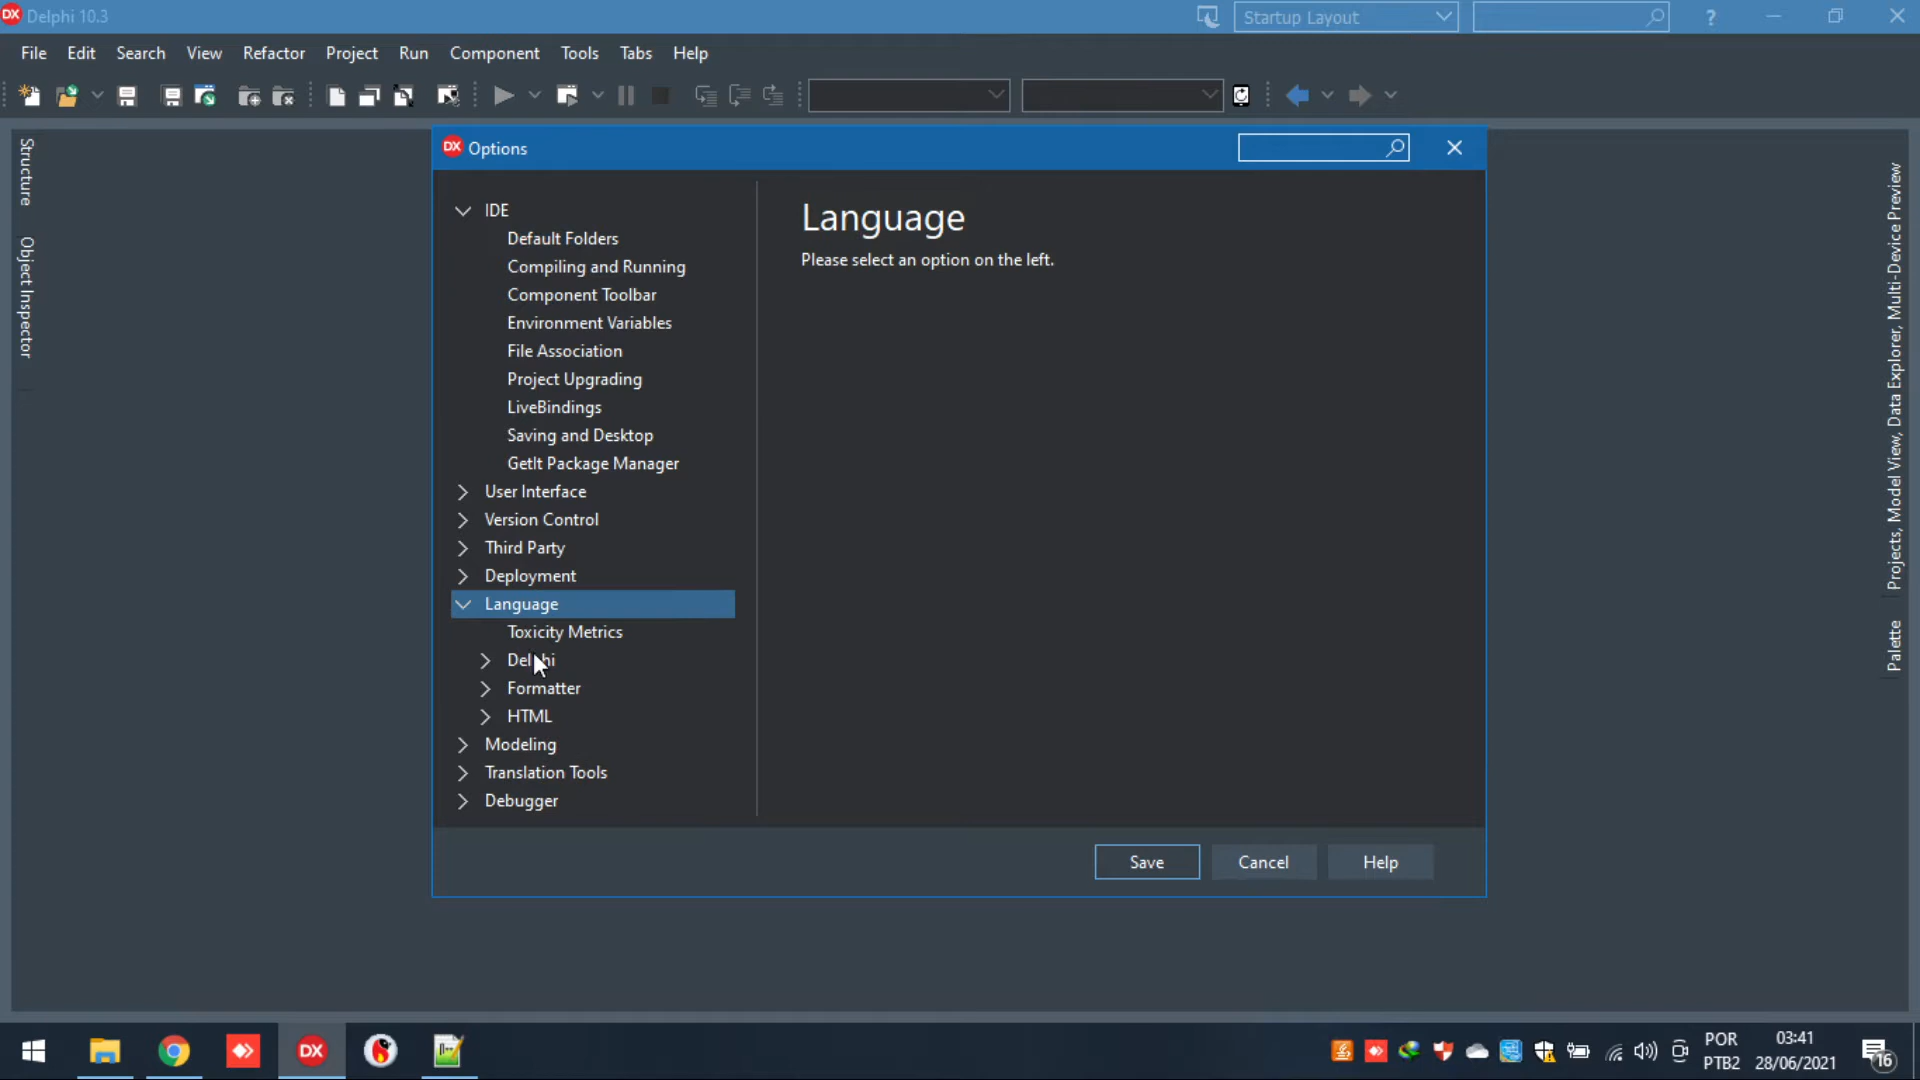 DX Delphi 10.3
Startup Layout
?
File Edit Search View Refactor Project Run Component Tools Tabs Help
Structure
Object Inspector
DX Options
IDE
Default Folders
Compiling and Running
Component Toolbar
Environment Variables
File Association
Project Upgrading
LiveBindings
Saving and Desktop
GetIt Package Manager
User Interface
Version Control
Third Party
Deployment
Language
Toxicity Metrics
Delphi
Formatter
HTML
Modeling
Translation Tools
Debugger
Language
Please select an option on the left.
Save Cancel Help
Projects, Model View, Data Explorer, Multi-Device Preview
Palette
DX
POR
PTB2
03:41
28/06/2021
16